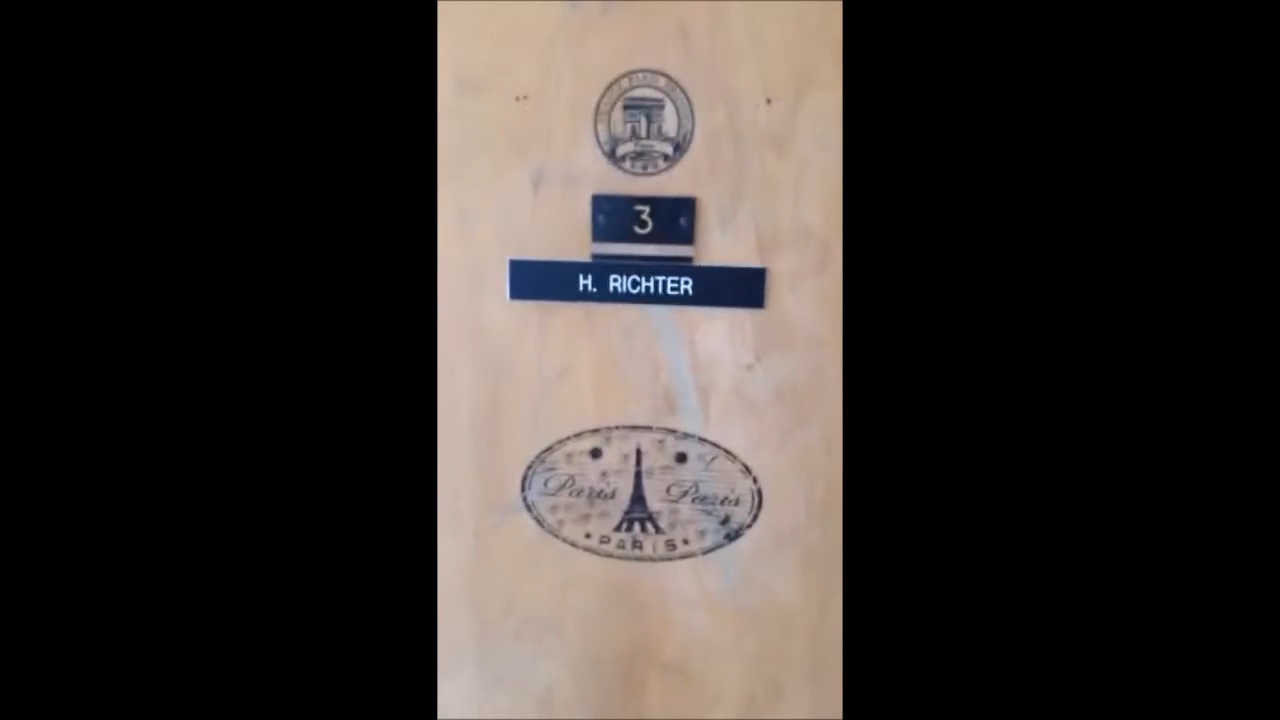 3
H. RICHTER
Paris Paris
• PARIS •